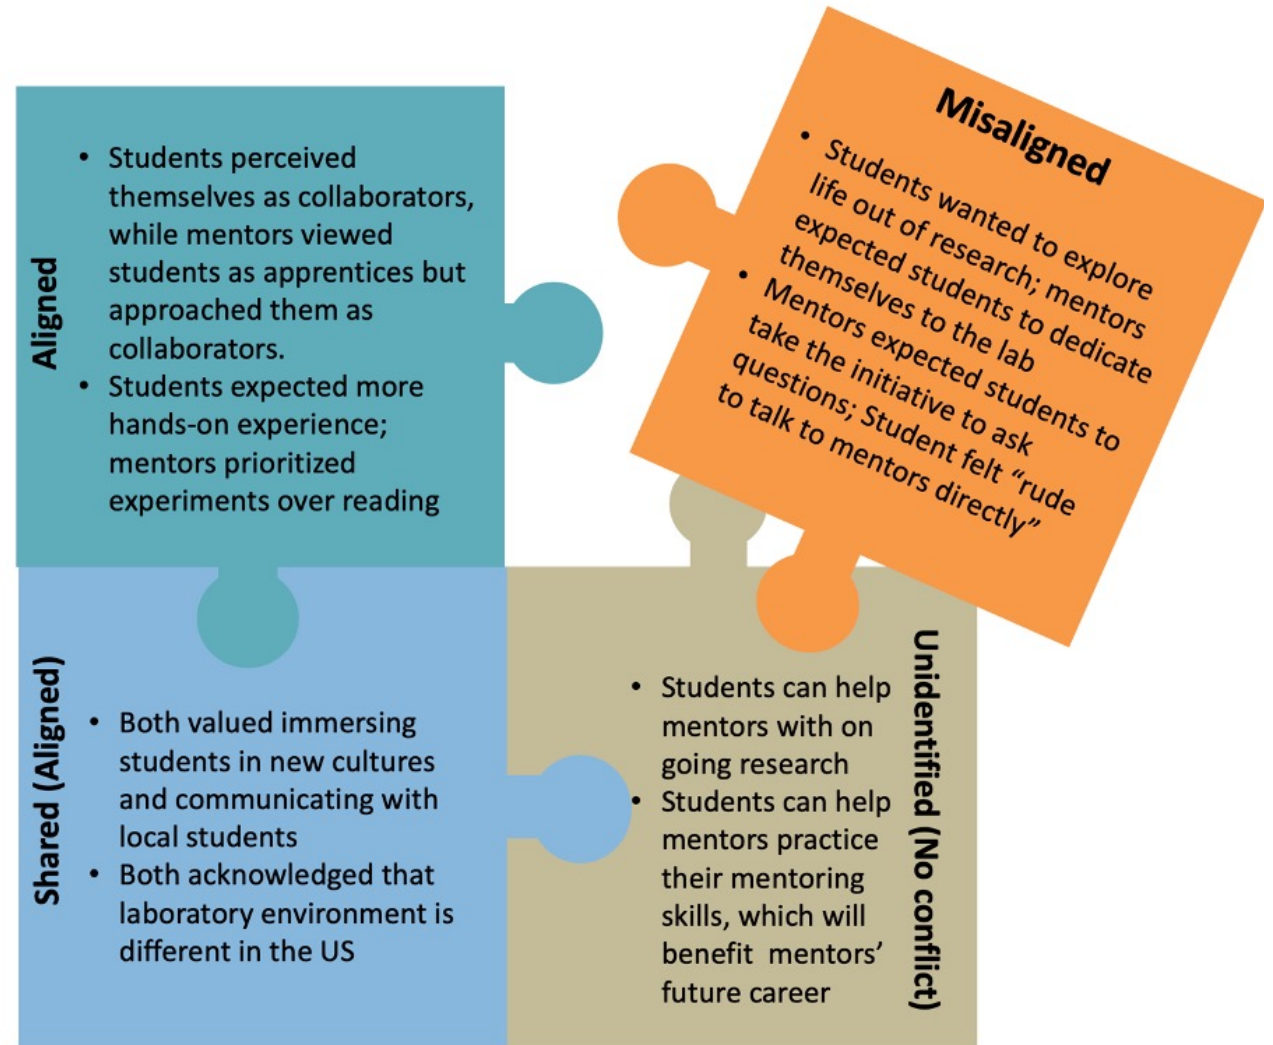 Aligned
• Students perceived
themselves as collaborators,
while mentors viewed
students as apprentices but
approached them as
collaborators.
• Students expected more
hands-on experience;
mentors prioritized
experiments over reading
Misaligned
• Students wanted to explore
life out of research; mentors
expected students to dedicate
themselves to the lab
• Mentors expected students to
take the initiative to ask
questions; Student felt “rude
to talk to mentors directly”
Shared (Aligned)
• Both valued immersing
students in new cultures
and communicating with
local students
• Both acknowledged that
laboratory environment is
different in the US
Unidentified (No conflict)
• Students can help
mentors with on
going research
• Students can help
mentors practice
their mentoring
skills, which will
benefit mentors’
future career